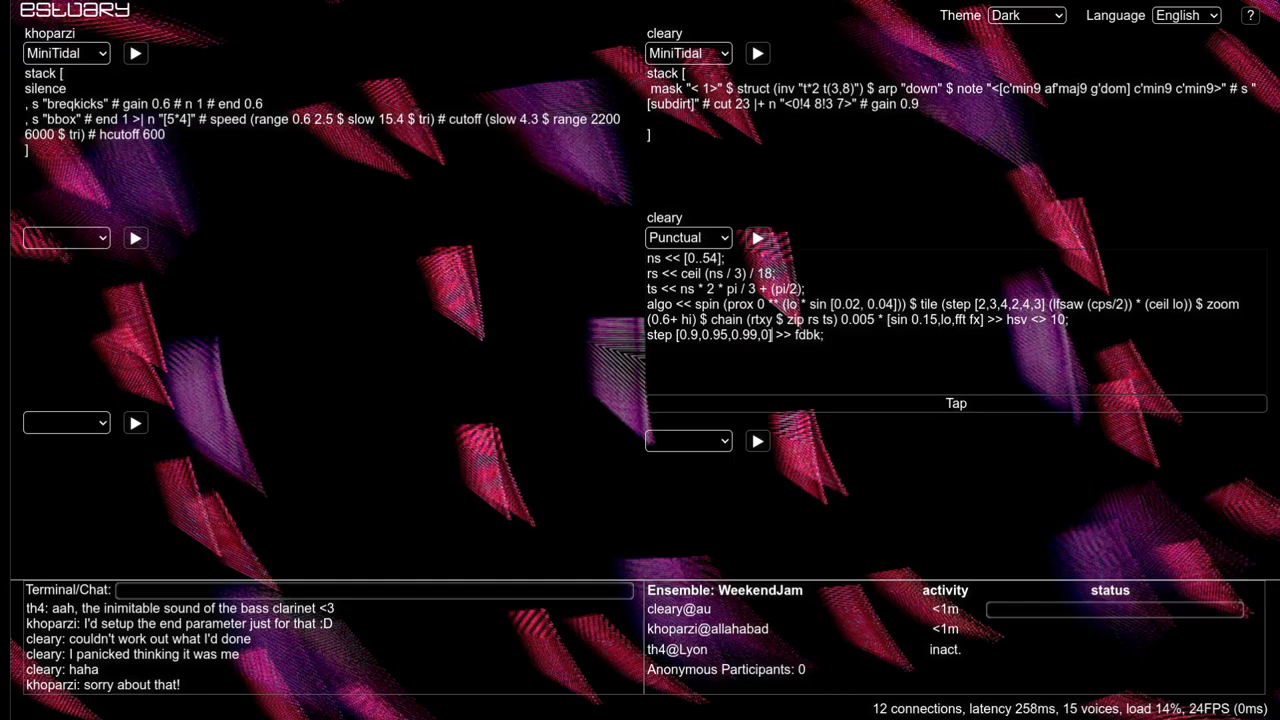 estuary
Theme Dark Language English ?
khoparzi
MiniTidal
stack [
silence
, s "breqkicks" # gain 0.6 # n 1 # end 0.6
, s "bbox" # end 1 >| n "[5*4]" # speed (range 0.6 2.5 $ slow 15.4 $ tri) # cutoff (slow 4.3 $ range 2200
6000 $ tri) # hcutoff 600
]
cleary
MiniTidal
stack [
mask "< 1>" $ struct (inv "t*2 t(3,8)") $ arp "down" $ note "<[c'min9 af'maj9 g'dom] c'min9 c'min9>" # s "
[subdirt]" # cut 23 |+ n "<0!4 8!3 7>" # gain 0.9
]
cleary
Punctual
ns << [0..54];
rs << ceil (ns / 3) / 18;
ts << ns * 2 * pi / 3 + (pi/2);
algo << spin (prox 0 ** (lo * sin [0.02, 0.04])) $ tile (step [2,3,4,2,4,3] (lfsaw (cps/2)) * (ceil lo)) $ zoom
(0.6+ hi) $ chain (rtxy $ zip rs ts) 0.005 * [sin 0.15,lo,fft fx] >> hsv <> 10;
step [0.9,0.95,0.99,0] >> fdbk;
Tap
Terminal/Chat:
th4: aah, the inimitable sound of the bass clarinet <3
khoparzi: I'd setup the end parameter just for that :D
cleary: couldn't work out what I'd done
cleary: I panicked thinking it was me
cleary: haha
khoparzi: sorry about that!
Ensemble: WeekendJam activity status
cleary@au <1m
khoparzi@allahabad <1m
th4@Lyon inact.
Anonymous Participants: 0
12 connections, latency 258ms, 15 voices, load 14%, 24FPS (0ms)